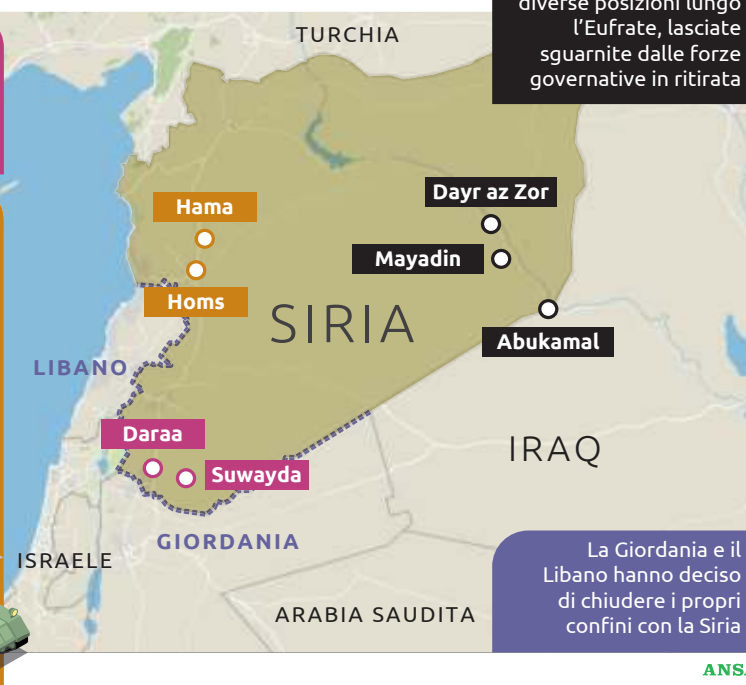 diverse posizioni lungo
l'Eufrate, lasciate
sguarnite dalle forze
governative in ritirata
TURCHIA
Dayr az Zor
Hama
Mayadin
Homs
SIRIA
Abukamal
LIBANO
Daraa
IRAQ
Suwayda
GIORDANIA
ISRAELE
La Giordania e il
Libano hanno deciso
di chiudere i propri
confini con la Siria
ARABIA SAUDITA